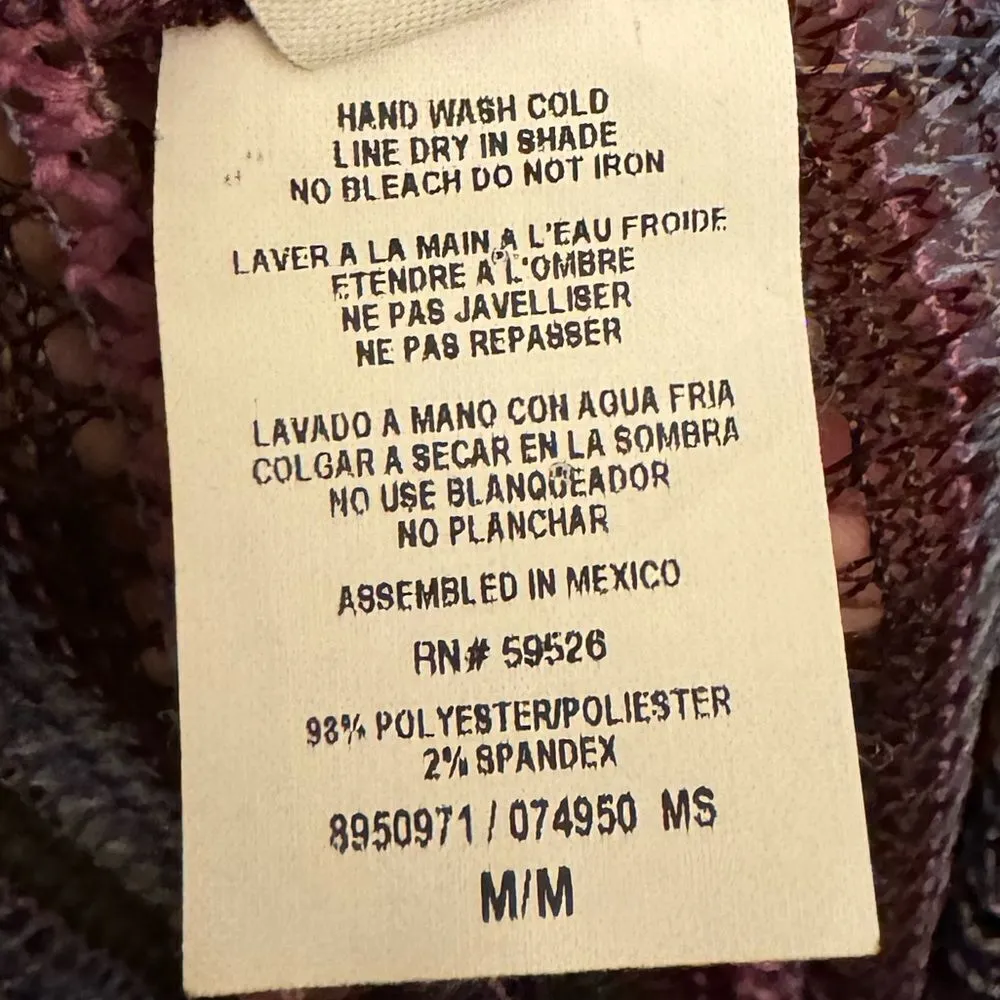 HAND WASH COLD
LINE DRY IN SHADE
NO BLEACH DO NOT IRON
LAVER A LA MAIN A L'EAU FROIDE
ETENDRE A L'OMBRE
NE PAS JAVELLISER
NE PAS REPASSER
LAVADO A MANO CON AGUA FRIA
COLGAR A SECAR EN LA SOMBRA
NO USE BLANQUEADOR
NO PLANCHAR
ASSEMBLED IN MEXICO
RN# 59526
98% POLYESTER/POLIESTER
2% SPANDEX
8950971 / 074950 MS
M/M